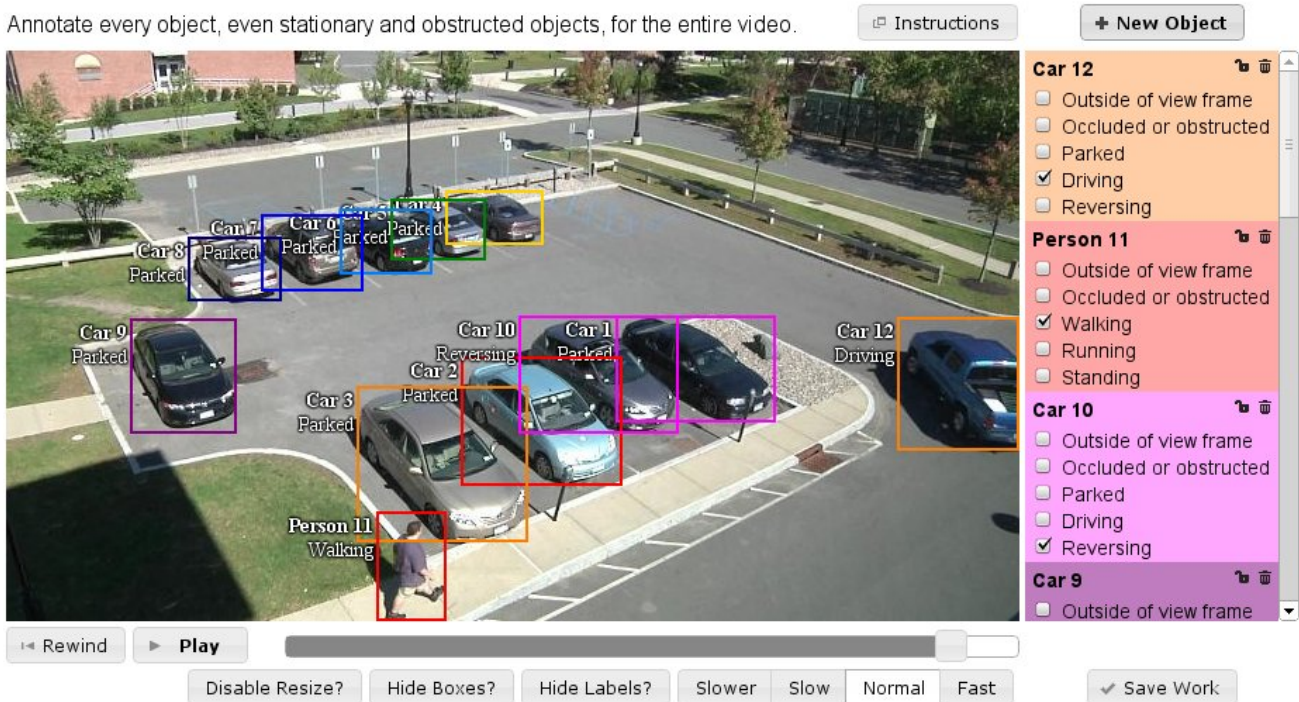 Annotate every object, even stationary and obstructed objects, for the entire video.
Instructions
+ New Object
Car 12
Outside of view frame
Occluded or obstructed
Parked
Driving
Reversing
Person 11
Outside of view frame
Occluded or obstructed
Walking
Running
Standing
Car 10
Outside of view frame
Occluded or obstructed
Parked
Driving
Reversing
Car 9
Outside of view frame
Car 4
Parked
Car 5
Parked
Car 6
Parked
Car 7
Parked
Car 8
Parked
Car 9
Parked
Car 10
Reversing
Car 1
Parked
Car 12
Driving
Car 2
Parked
Car 3
Parked
Person 11
Walking
Rewind
Play
Disable Resize?
Hide Boxes?
Hide Labels?
Slower
Slow
Normal
Fast
Save Work